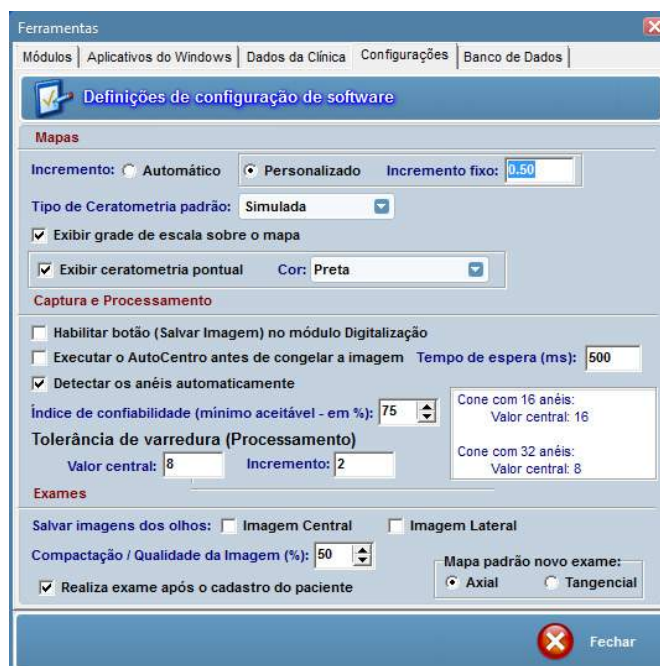 Ferramentas
Módulos Aplicativos do Windows Dados da Clínica Configurações Banco de Dados
Definições de configuração de software
Mapas
Incremento: Automático Personalizado Incremento fixo: 0.50
Tipo de Ceratometria padrão: Simulada
Exibir grade de escala sobre o mapa
Exibir ceratometria pontual Cor: Preta
Captura e Processamento
Habilitar botão (Salvar Imagem) no módulo Digitalização
Executar o AutoCentro antes de congelar a imagem Tempo de espera (ms): 500
Detectar os anéis automaticamente
Índice de confiabilidade (mínimo aceitável - em %): 75
Cone com 16 anéis:
Valor central: 16
Cone com 32 anéis:
Valor central: 8
Tolerância de varredura (Processamento)
Valor central: 8 Incremento: 2
Exames
Salvar imagens dos olhos: Imagem Central Imagem Lateral
Compactação / Qualidade da Imagem (%): 50
Mapa padrão novo exame:
Axial Tangencial
Realiza exame após o cadastro do paciente
Fechar